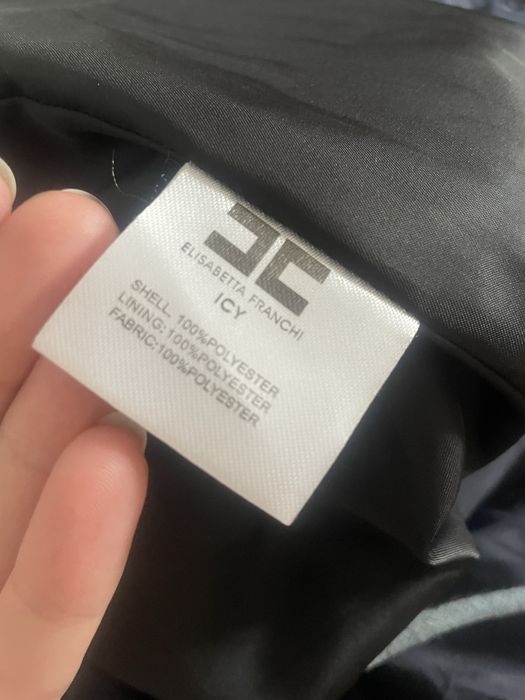 ELISABETTA FRANCHI
ICY
SHELL 100%POLYESTER
LINING:100%POLYESTER
FABRIC:100%POLYESTER